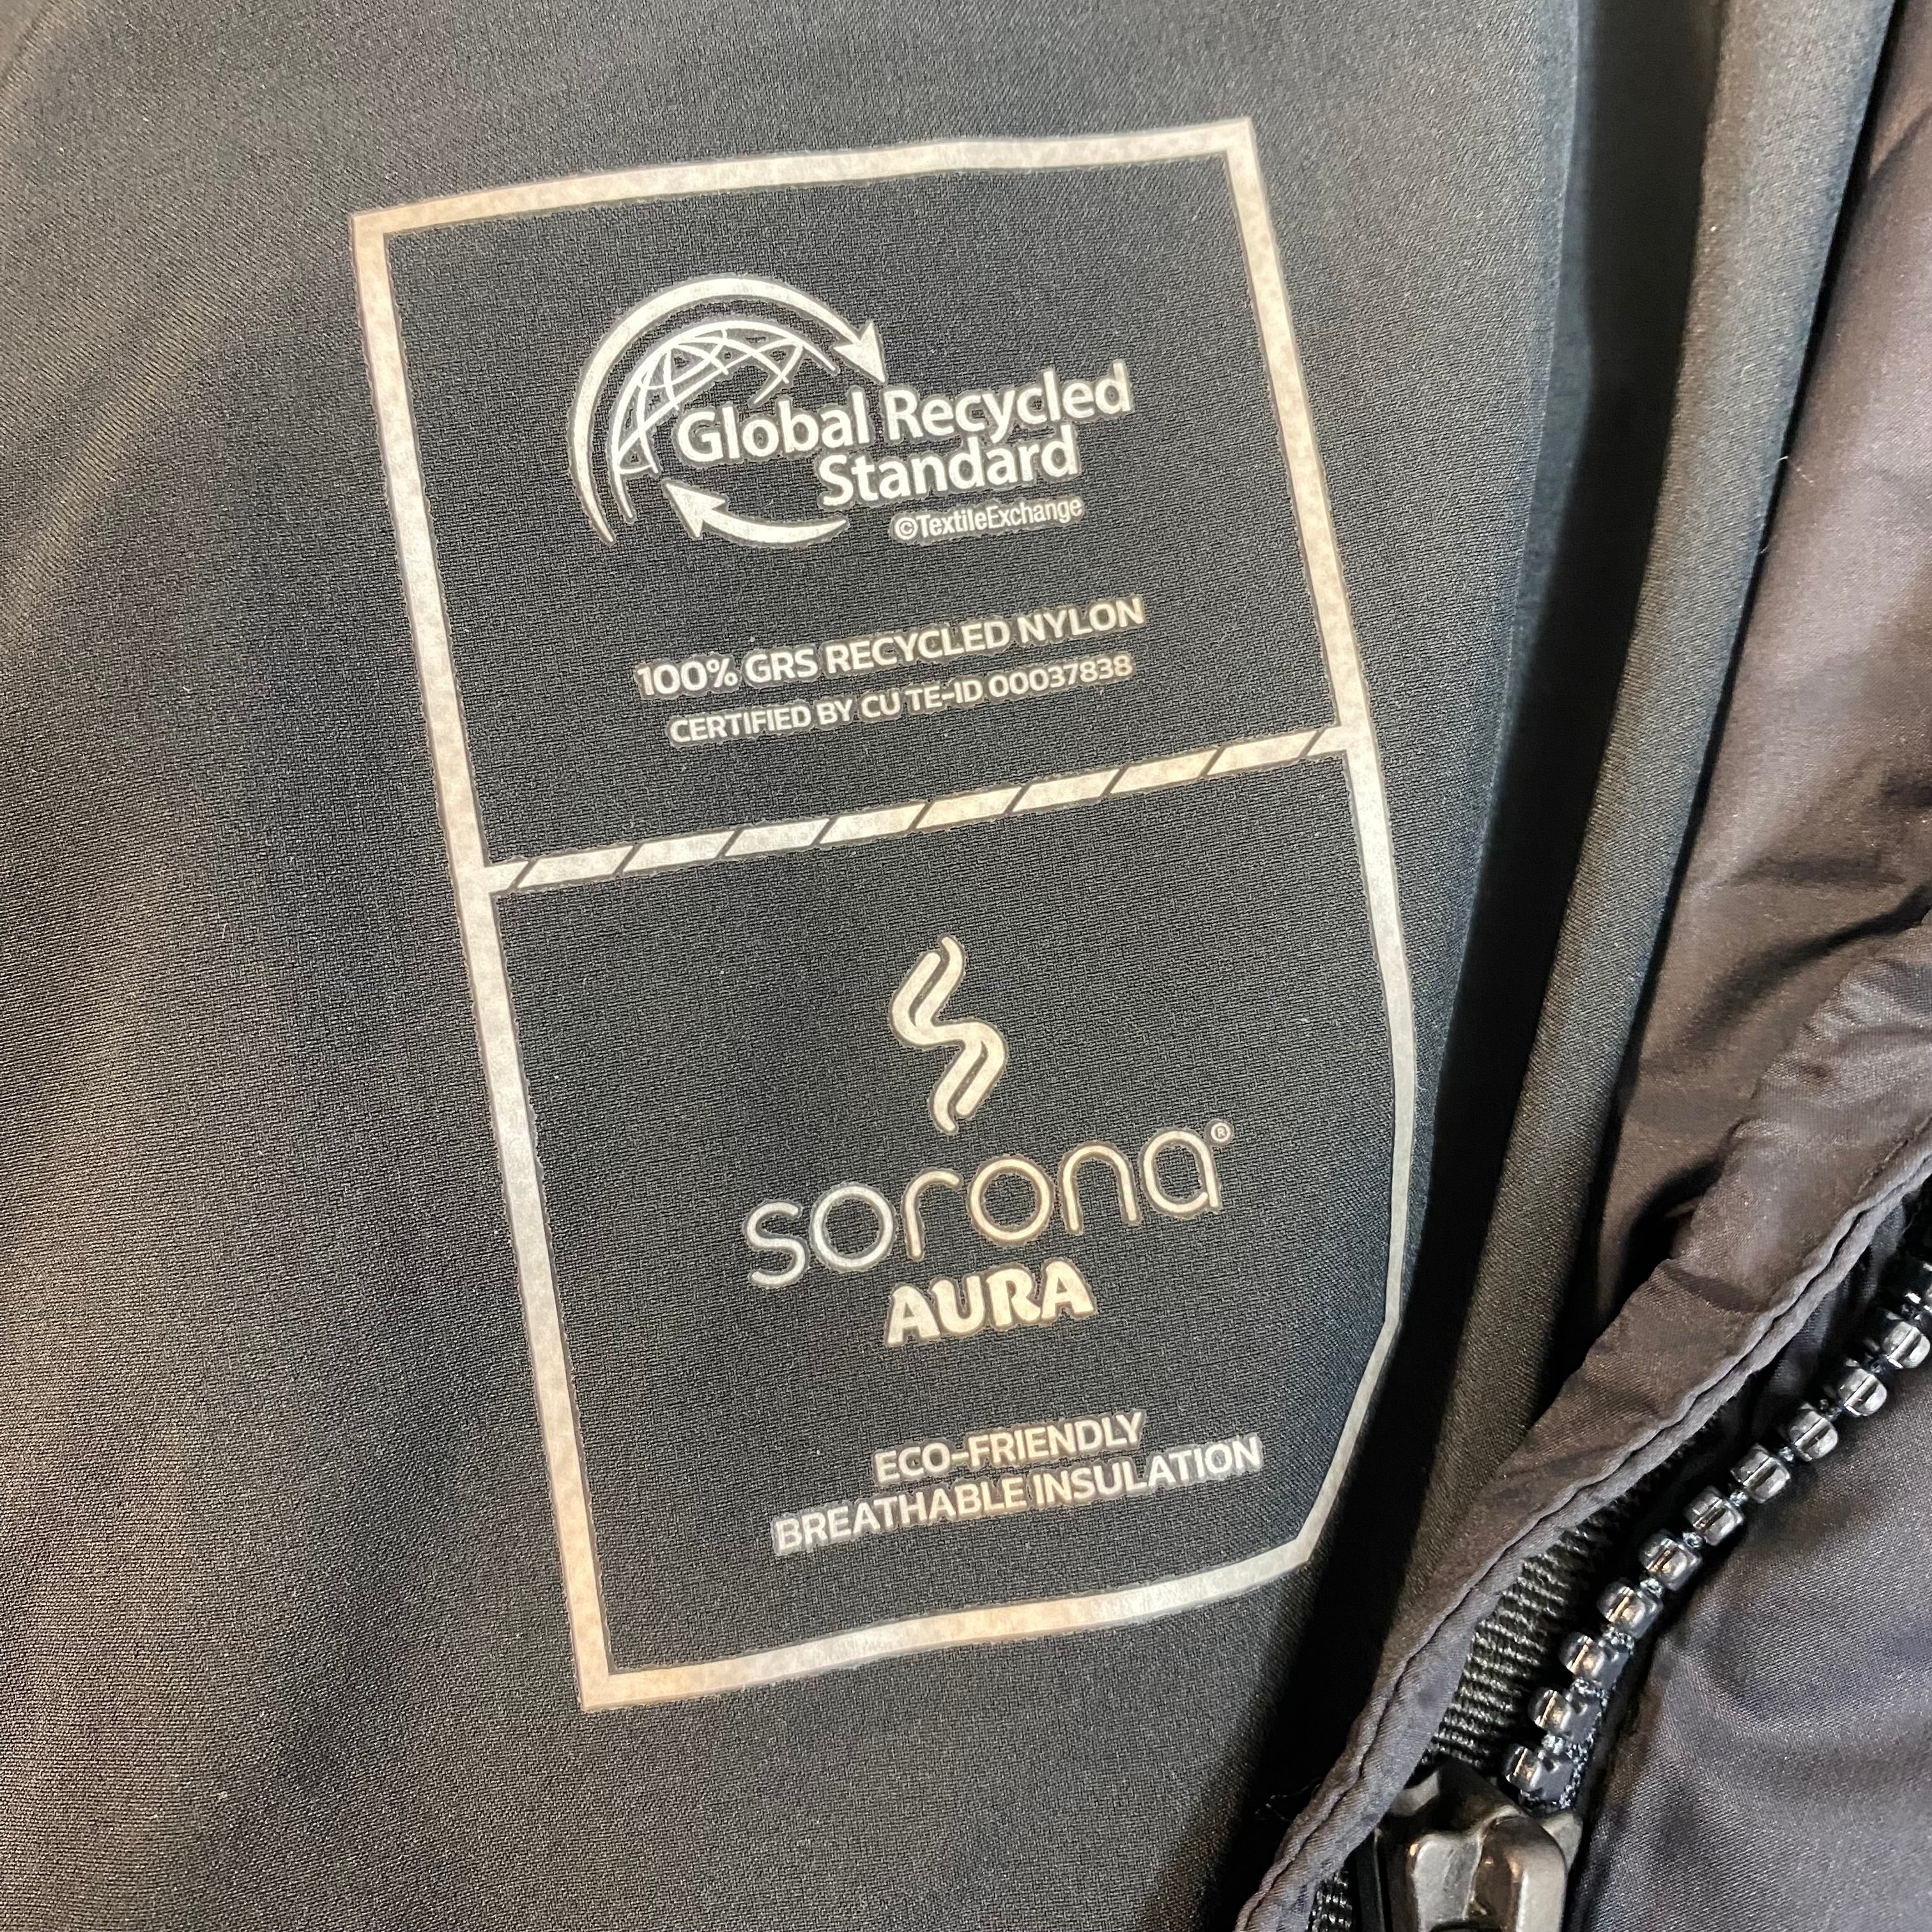 Global Recycled
Standard
©TextileExchange
100% GRS RECYCLED NYLON
CERTIFIED BY CU TE-ID 00037838
sorona®
AURA
ECO-FRIENDLY
BREATHABLE INSULATION